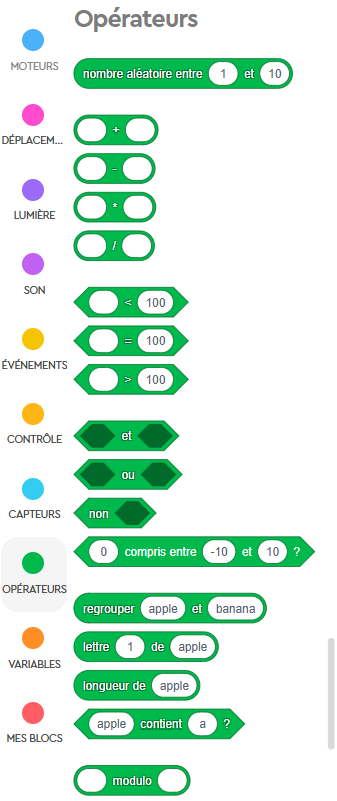 Opérateurs
MOTEURS
DÉPLACEM...
LUMIÈRE
SON
ÉVÉNEMENTS
CONTRÔLE
CAPTEURS
OPÉRATEURS
VARIABLES
MES BLOCS
nombre aléatoire entre 1 et 10
+
-
*
/
< 100
= 100
> 100
et
ou
non
0 compris entre -10 et 10 ?
regrouper apple et banana
lettre 1 de apple
longueur de apple
apple contient a ?
modulo